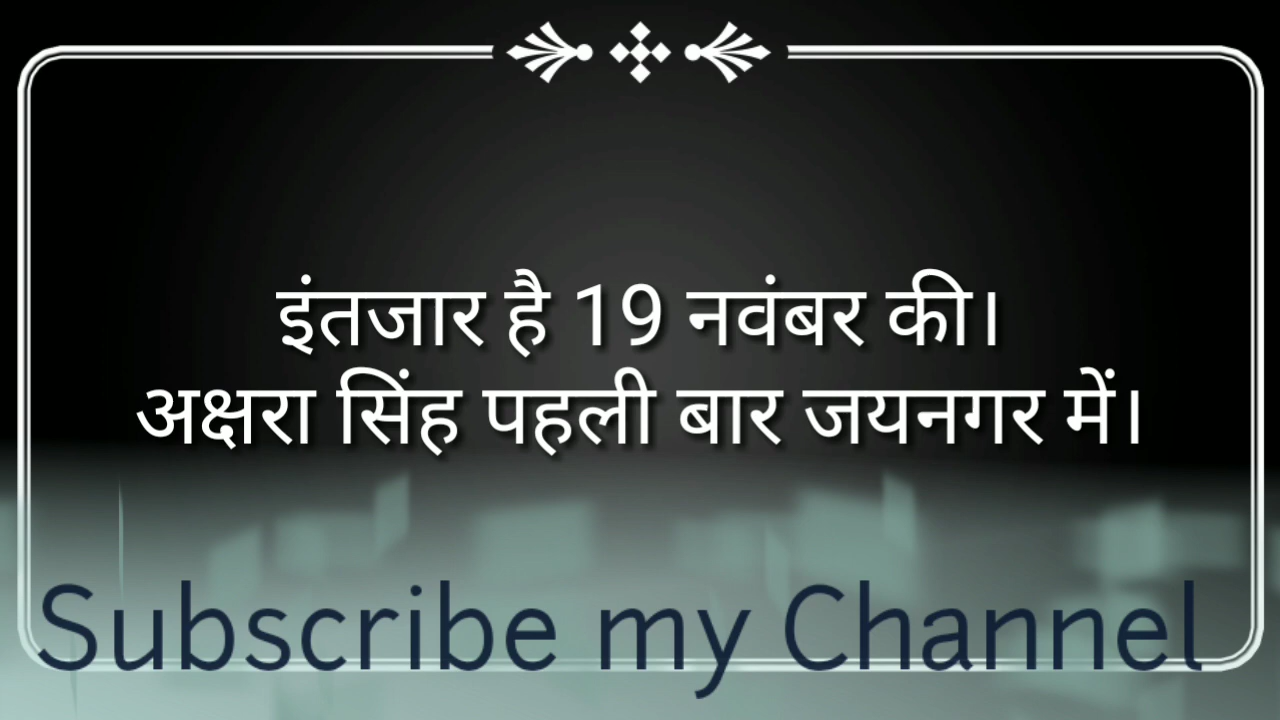 इंतजार है 19 नवंबर की।
अक्षरा सिंह पहली बार जयनगर में।
Subscribe my Channel